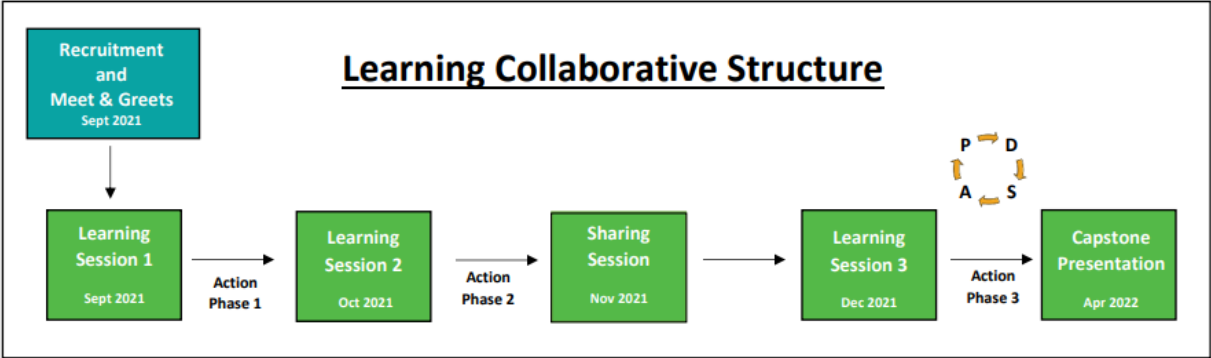 Recruitment
and
Meet & Greets
Sept 2021
Learning Collaborative Structure
P D
A S
Learning
Session 1
Sept 2021
Action
Phase 1
Learning
Session 2
Oct 2021
Action
Phase 2
Sharing
Session
Nov 2021
Learning
Session 3
Dec 2021
Action
Phase 3
Capstone
Presentation
Apr 2022